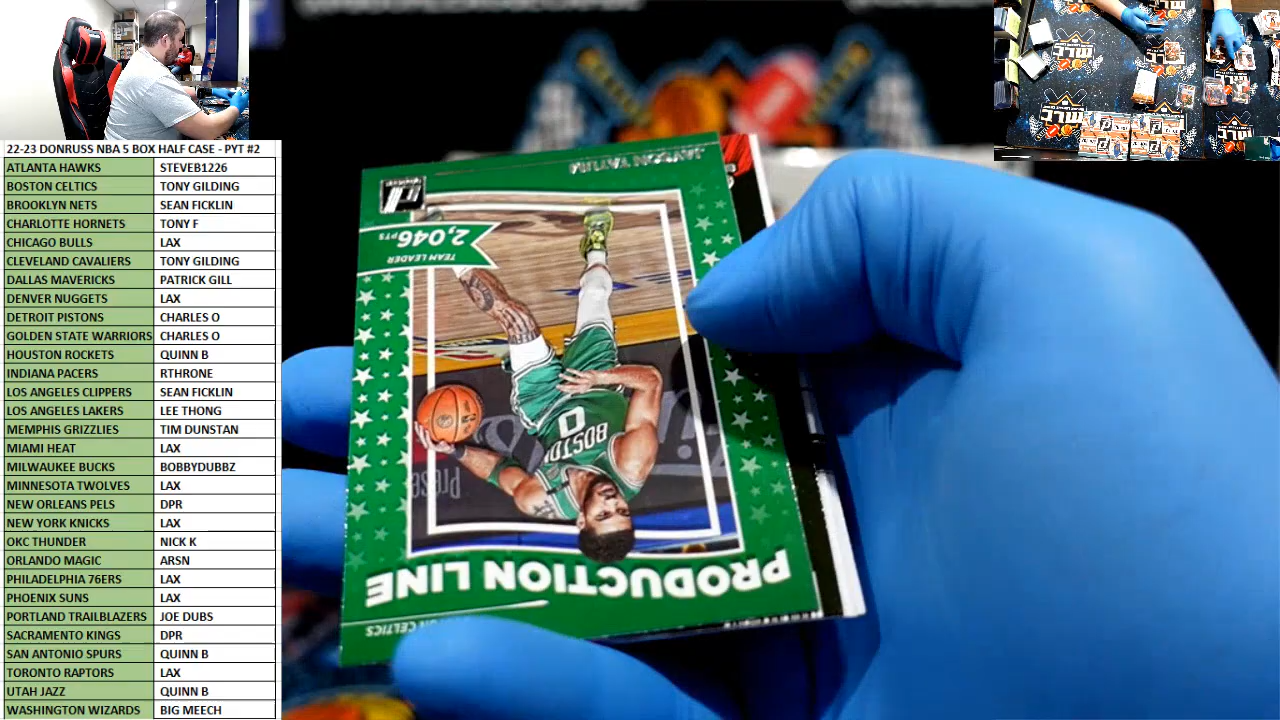 22-23 DONRUSS NBA 5 BOX HALF CASE - PYT #2
ATLANTA HAWKS STEVEB1226
BOSTON CELTICS TONY GILDING
BROOKLYN NETS SEAN FICKLIN
CHARLOTTE HORNETS TONY F
CHICAGO BULLS LAX
CLEVELAND CAVALIERS TONY GILDING
DALLAS MAVERICKS PATRICK GILL
DENVER NUGGETS LAX
DETROIT PISTONS CHARLES O
GOLDEN STATE WARRIORS CHARLES O
HOUSTON ROCKETS QUINN B
INDIANA PACERS RTHRONE
LOS ANGELES CLIPPERS SEAN FICKLIN
LOS ANGELES LAKERS LEE THONG
MEMPHIS GRIZZLIES TIM DUNSTAN
MIAMI HEAT LAX
MILWAUKEE BUCKS BOBBYDUBBZ
MINNESOTA TWOLVES LAX
NEW ORLEANS PELS DPR
NEW YORK KNICKS LAX
OKC THUNDER NICK K
ORLANDO MAGIC ARSN
PHILADELPHIA 76ERS LAX
PHOENIX SUNS LAX
PORTLAND TRAILBLAZERS JOE DUBS
SACRAMENTO KINGS DPR
SAN ANTONIO SPURS QUINN B
TORONTO RAPTORS LAX
UTAH JAZZ QUINN B
WASHINGTON WIZARDS BIG MEECH
JAYSON TATUM
2,046 PTS
TEAM LEADER
BOSTON
0
PRODUCTION LINE
CELTICS
MLC